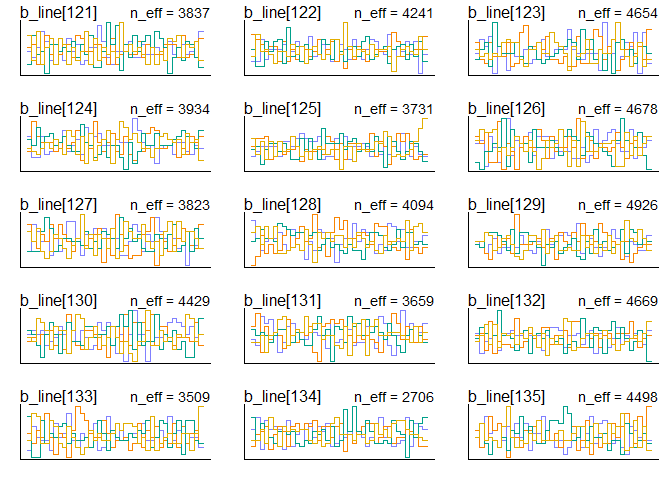 b_line[121] n_eff = 3837 b_line[122] n_eff = 4241 b_line[123] n_eff = 4654
b_line[124] n_eff = 3934 b_line[125] n_eff = 3731 b_line[126] n_eff = 4678
b_line[127] n_eff = 3823 b_line[128] n_eff = 4094 b_line[129] n_eff = 4926
b_line[130] n_eff = 4429 b_line[131] n_eff = 3659 b_line[132] n_eff = 4669
b_line[133] n_eff = 3509 b_line[134] n_eff = 2706 b_line[135] n_eff = 4498